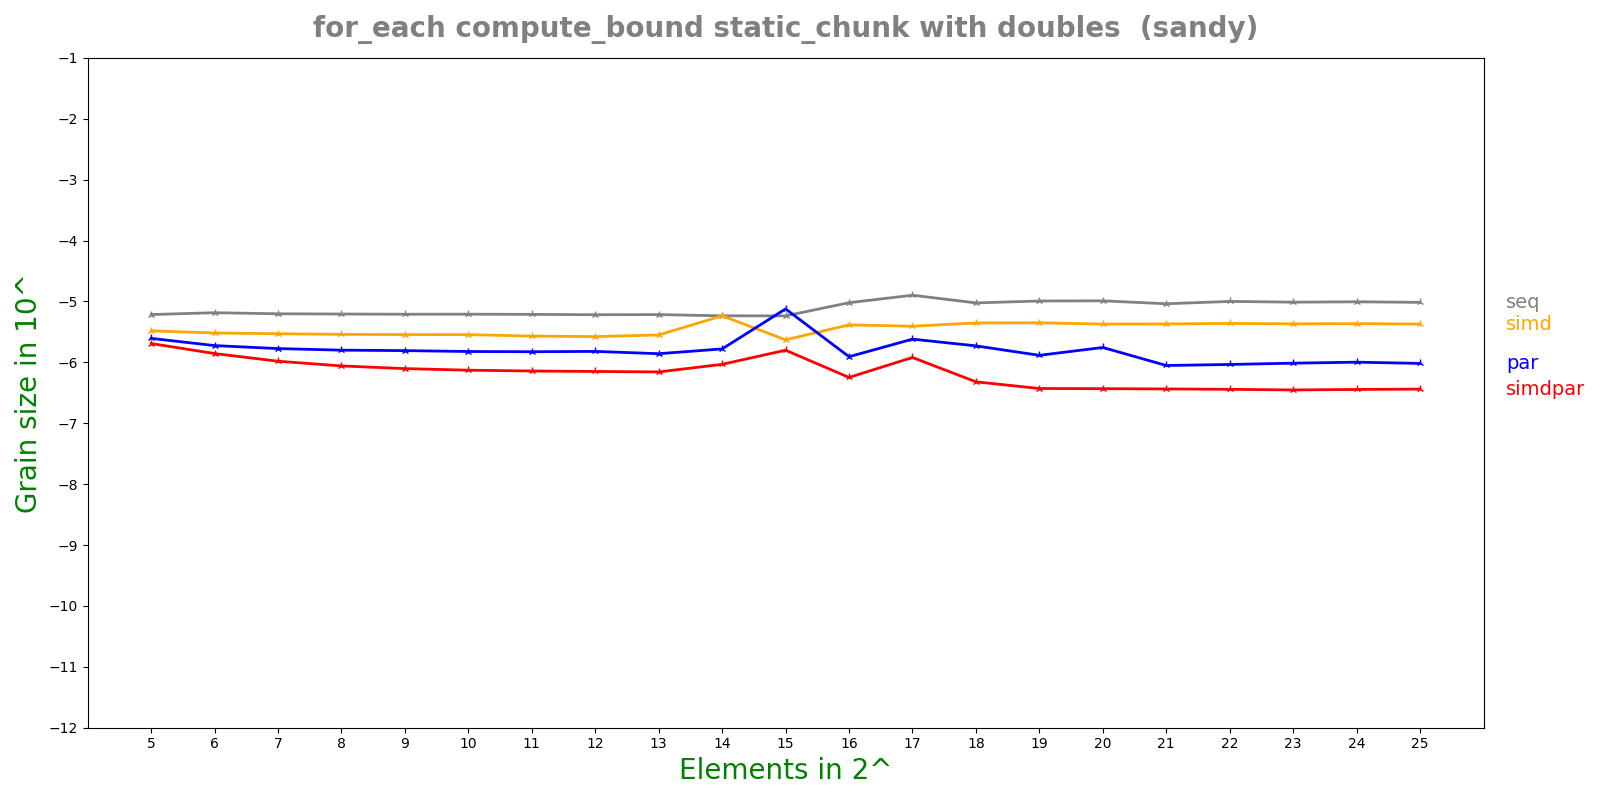 for_each compute_bound static_chunk with doubles (sandy)
−1
−2
−3
−4
−5
−6
−7
−8
−9
−10
−11
−12
Grain size in 10^
seq
simd
par
simdpar
5 6 7 8 9 10 11 12 13 14 15 16 17 18 19 20 21 22 23 24 25
Elements in 2^